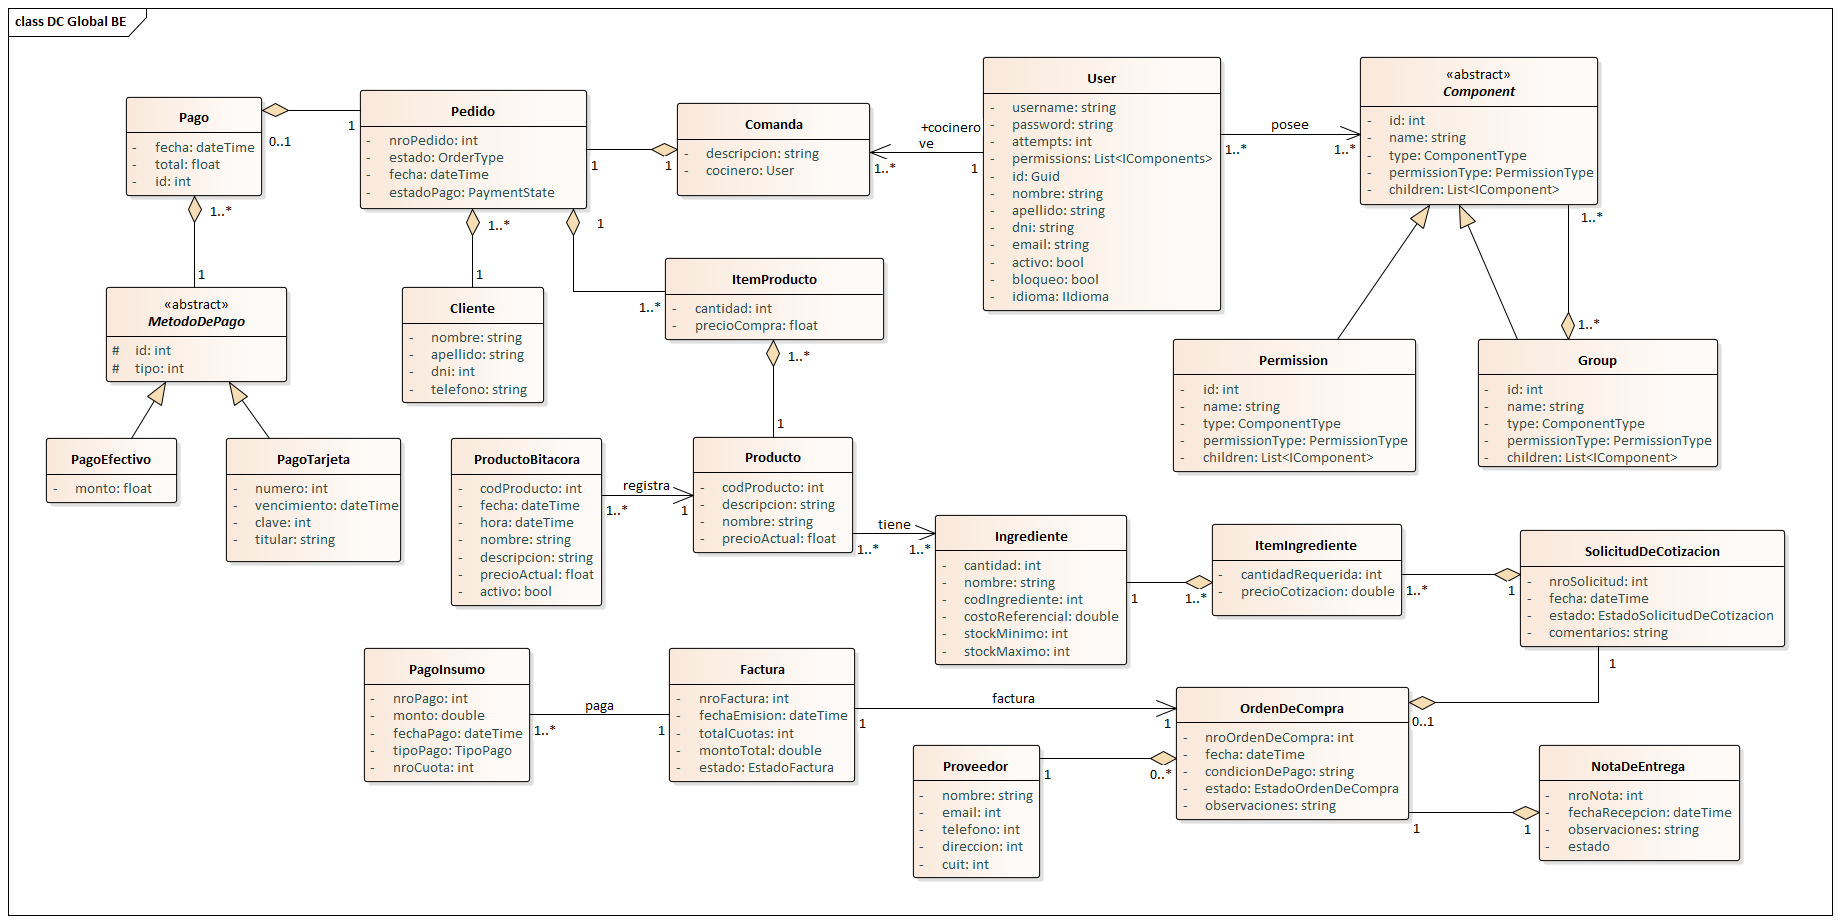 class DC Global BE
Pago
- fecha: dateTime
- total: float
- id: int
0..1
1
Pedido
- nroPedido: int
- estado: OrderType
- fecha: dateTime
- estadoPago: PaymentState
1
1
Comanda
- descripcion: string
- cocinero: User
+cocinero
ve
1..*
1
User
- username: string
- password: string
- attempts: int
- permissions: List<IComponents>
- id: Guid
- nombre: string
- apellido: string
- dni: string
- email: string
- activo: bool
- bloqueo: bool
- idioma: IIdioma
posee
1..*
1..*
«abstract»
Component
- id: int
- name: string
- type: ComponentType
- permissionType: PermissionType
- children: List<IComponent>
1..*
1..*
1..*
1
«abstract»
MetodoDePago
# id: int
# tipo: int
1..*
1
Cliente
- nombre: string
- apellido: string
- dni: int
- telefono: string
1
1..*
ItemProducto
- cantidad: int
- precioCompra: float
1..*
1
Permission
- id: int
- name: string
- type: ComponentType
- permissionType: PermissionType
- children: List<IComponent>
Group
- id: int
- name: string
- type: ComponentType
- permissionType: PermissionType
- children: List<IComponent>
PagoEfectivo
- monto: float
PagoTarjeta
- numero: int
- vencimiento: dateTime
- clave: int
- titular: string
ProductoBitacora
- codProducto: int
- fecha: dateTime
- hora: dateTime
- nombre: string
- descripcion: string
- precioActual: float
- activo: bool
registra
1..*
1
Producto
- codProducto: int
- descripcion: string
- nombre: string
- precioActual: float
tiene
1..*
1..*
Ingrediente
- cantidad: int
- nombre: string
- codIngrediente: int
- costoReferencial: double
- stockMinimo: int
- stockMaximo: int
1
1..*
ItemIngrediente
- cantidadRequerida: int
- precioCotizacion: double
1..*
1
SolicitudDeCotizacion
- nroSolicitud: int
- fecha: dateTime
- estado: EstadoSolicitudDeCotizacion
- comentarios: string
1
0..1
PagoInsumo
- nroPago: int
- monto: double
- fechaPago: dateTime
- tipoPago: TipoPago
- nroCuota: int
paga
1..*
1
Factura
- nroFactura: int
- fechaEmision: dateTime
- totalCuotas: int
- montoTotal: double
- estado: EstadoFactura
factura
1
1
OrdenDeCompra
- nroOrdenDeCompra: int
- fecha: dateTime
- condicionDePago: string
- estado: EstadoOrdenDeCompra
- observaciones: string
Proveedor
- nombre: string
- email: int
- telefono: int
- direccion: int
- cuit: int
1
0..*
1
1
NotaDeEntrega
- nroNota: int
- fechaRecepcion: dateTime
- observaciones: string
- estado